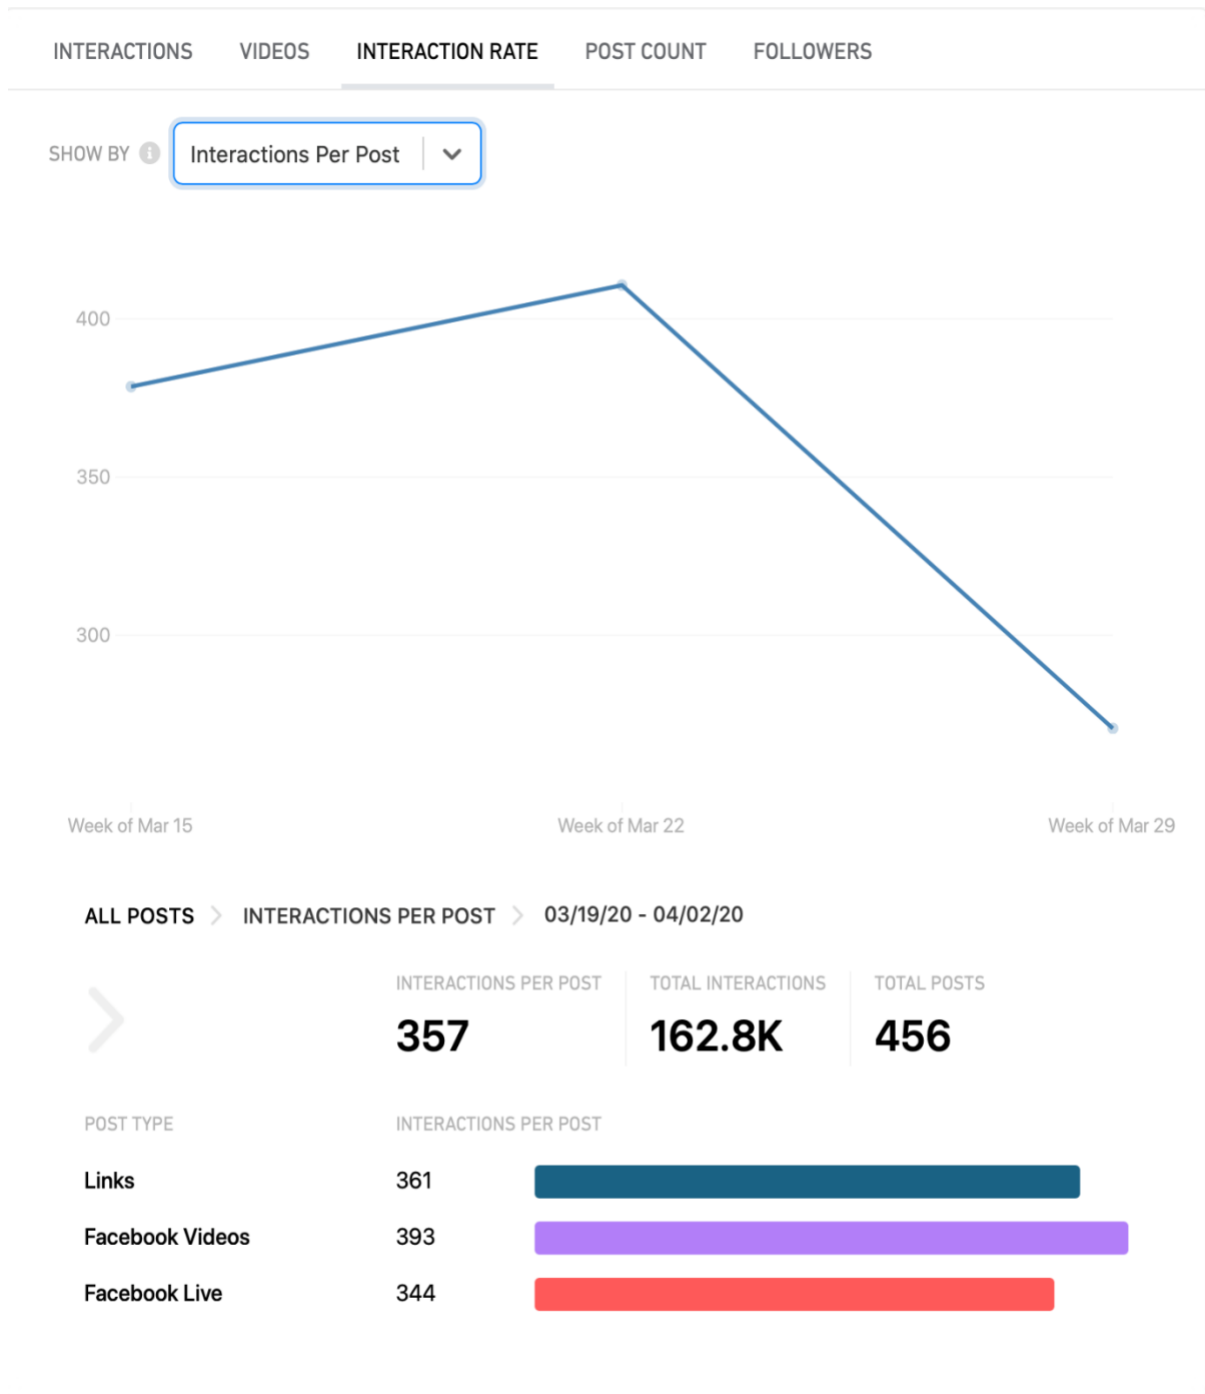 INTERACTIONS VIDEOS INTERACTION RATE POST COUNT FOLLOWERS
SHOW BY i Interactions Per Post
400
350
300
Week of Mar 15 Week of Mar 22 Week of Mar 29
ALL POSTS INTERACTIONS PER POST 03/19/20 - 04/02/20
INTERACTIONS PER POST TOTAL INTERACTIONS TOTAL POSTS
357 162.8K 456
POST TYPE INTERACTIONS PER POST
Links 361
Facebook Videos 393
Facebook Live 344